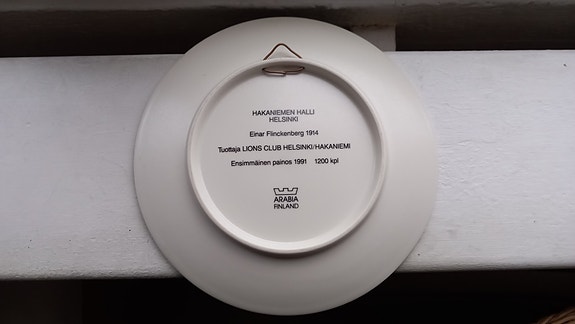 HAKANIEMEN HALLI
HELSINKI
Einar Flinckenberg 1914
Tuottaja LIONS CLUB HELSINKI/HAKANIEMI
Ensimmäinen painos 1991 1200 kpl
ARABIA
FINLAND